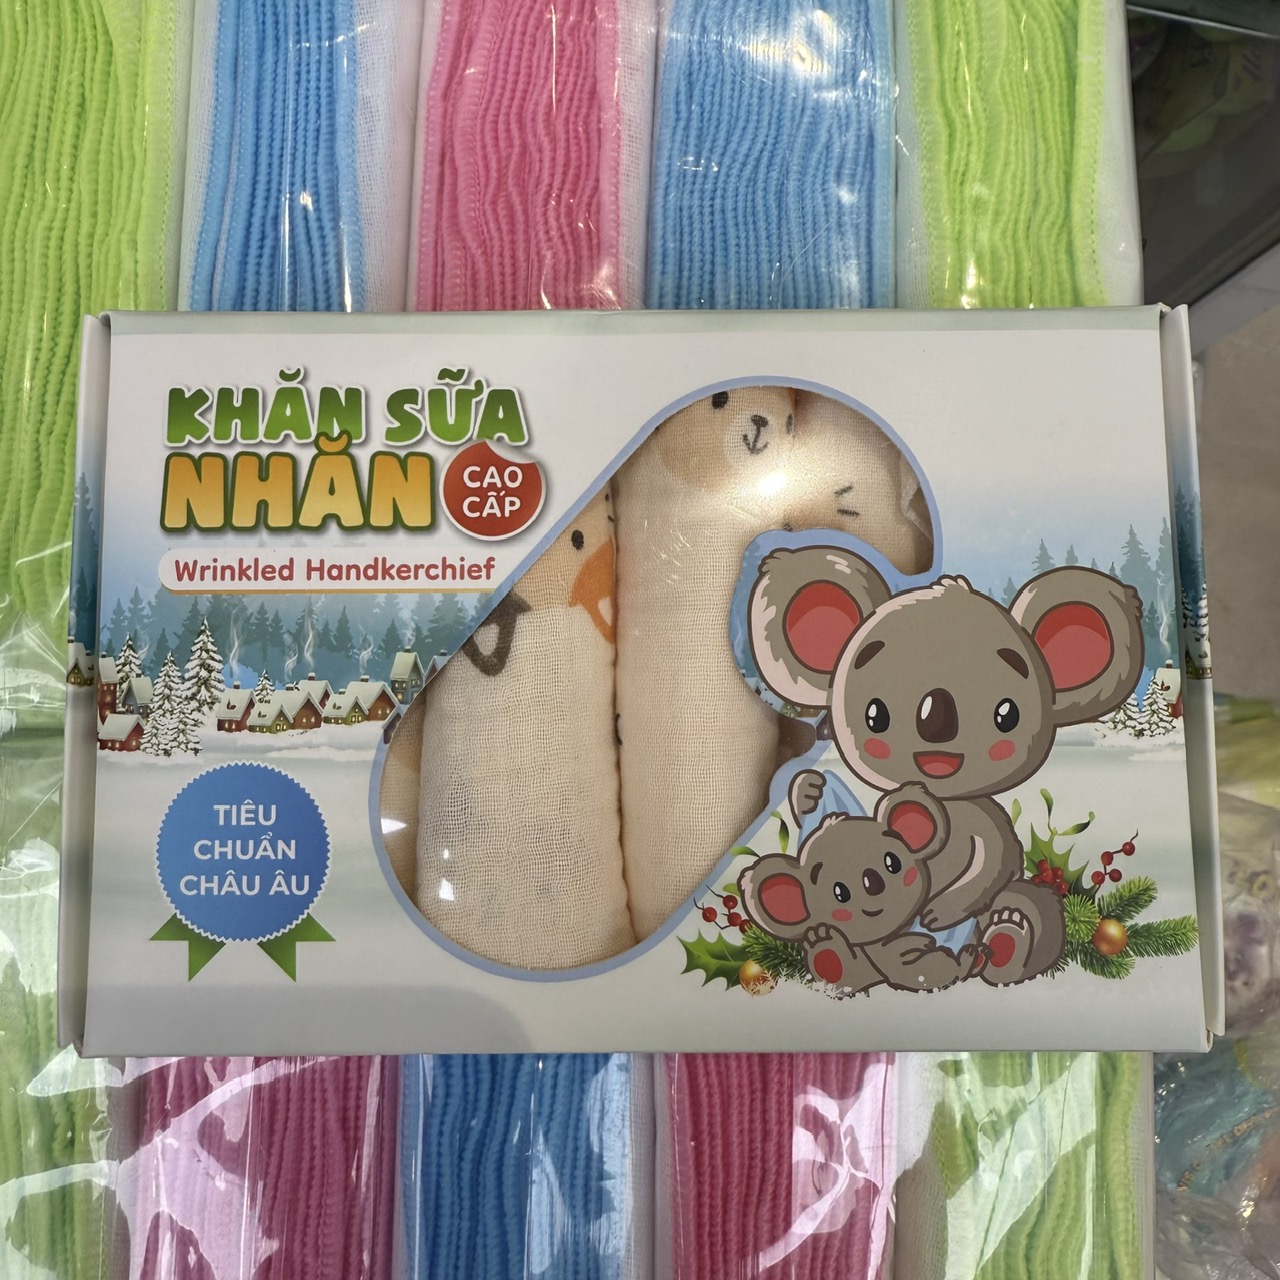 KHĂN SỮA
NHĂN
CAO
CẤP
Wrinkled Handkerchief
TIÊU
CHUẨN
CHÂU ÂU